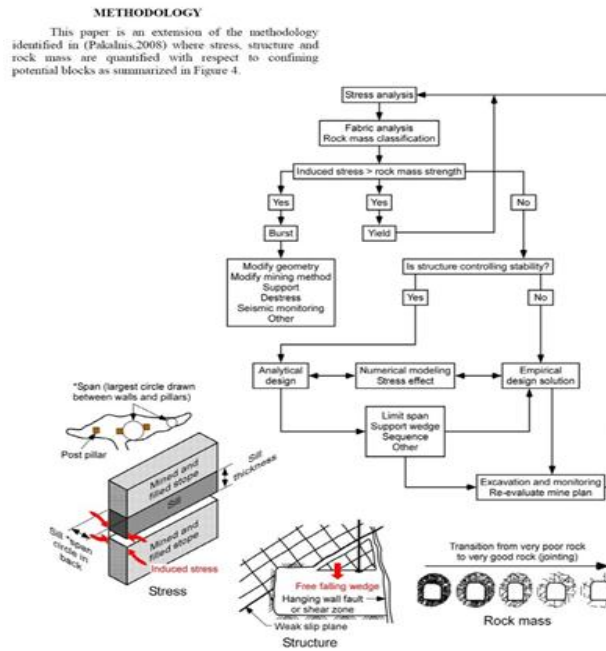 METHODOLOGY
This paper is an extension of the methodology
identified in (Pakalnis,2008) where stress, structure and
rock mass are quantified with respect to confining
potential blocks as summarized in Figure 4.
Stress analysis
Fabric analysis
Rock mass classification
Induced stress > rock mass strength
Yes
Yes
No
Burst
Yield
Modify geometry
Modify mining method
Support
Destress
Seismic monitoring
Other
Is structure controlling stability?
Yes
No
Analytical
design
Numerical modeling
Stress effect
Empirical
design solution
Limit span
Support wedge
Sequence
Other
Excavation and monitoring
Re-evaluate mine plan
*Span (largest circle drawn
between walls and pillars)
Post pillar
Mined and
filled stope
Sill
thickness
Sill
Mined and
filled stope
Sill *span
circle in
back
Induced stress
Stress
Free falling wedge
Hanging wall fault
or shear zone
Weak slip plane
Structure
Transition from very poor rock
to very good rock (jointing)
Rock mass